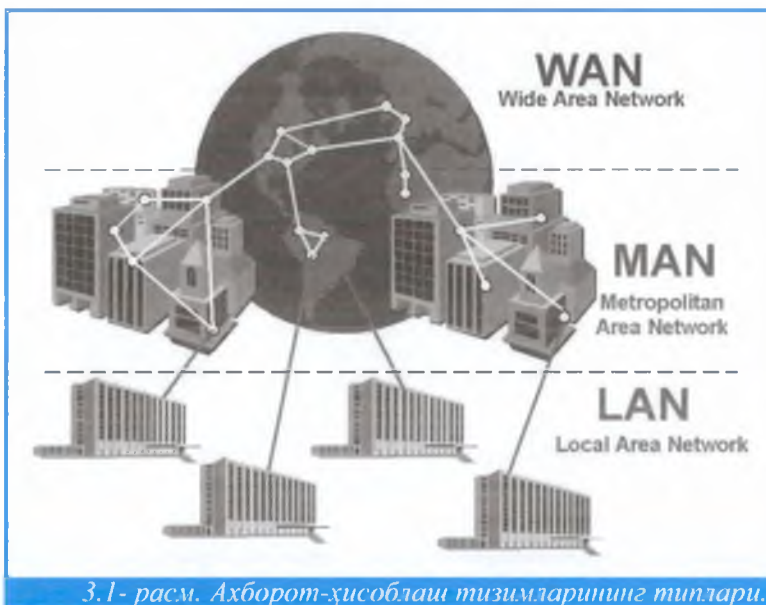 WAN
Wide Area Network
MAN
Metropolitan
Area Network
LAN
Local Area Network
3.1- расм. Ахборот-ҳисоблаш тизимларининг типлари.